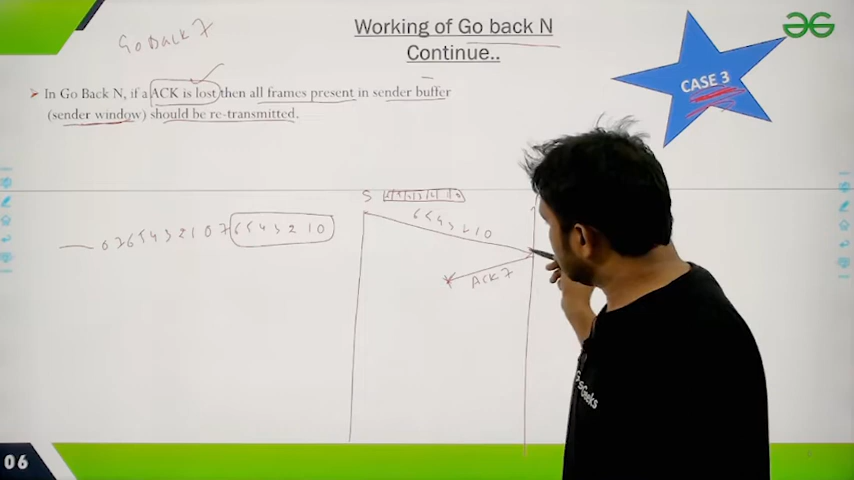 Working of Go back N
Continue..
Go Back 7
CASE 3
➤ In Go Back N, if a ACK is lost then all frames present in sender buffer
(sender window) should be re-transmitted.
S
6 5 4 3 2 1 0
0 7 6 5 4 3 2 1 0 7 6 5 4 3 2 1 0
ACK 7
06